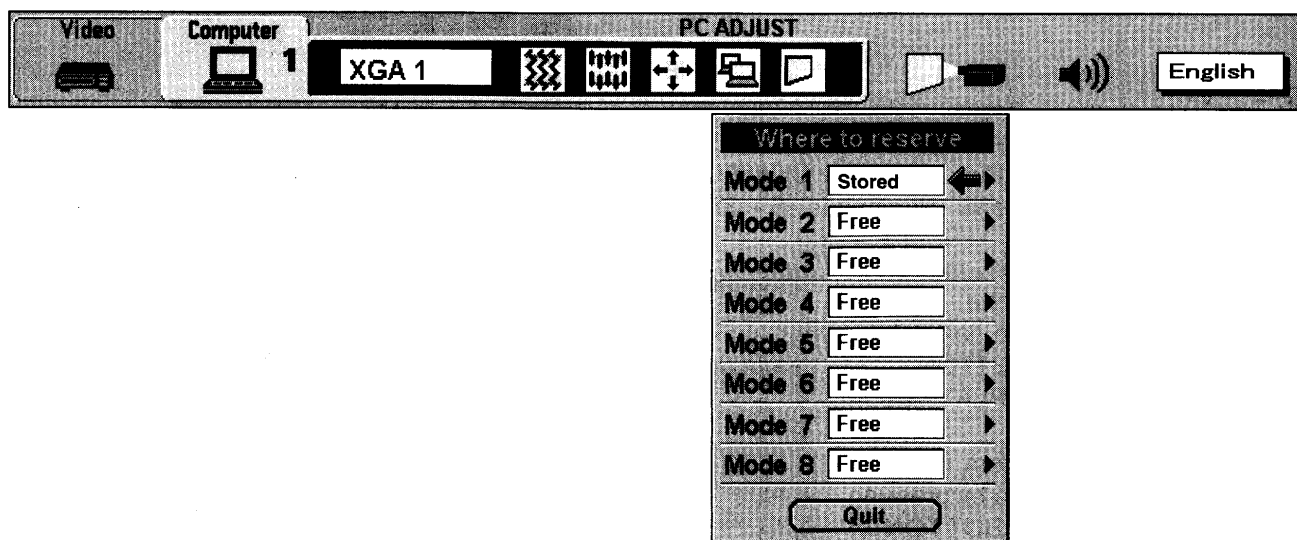 Video
Computer
PC ADJUST
1
XGA 1
English
Where to reserve
Mode 1 Stored
Mode 2 Free
Mode 3 Free
Mode 4 Free
Mode 5 Free
Mode 6 Free
Mode 7 Free
Mode 8 Free
Quit